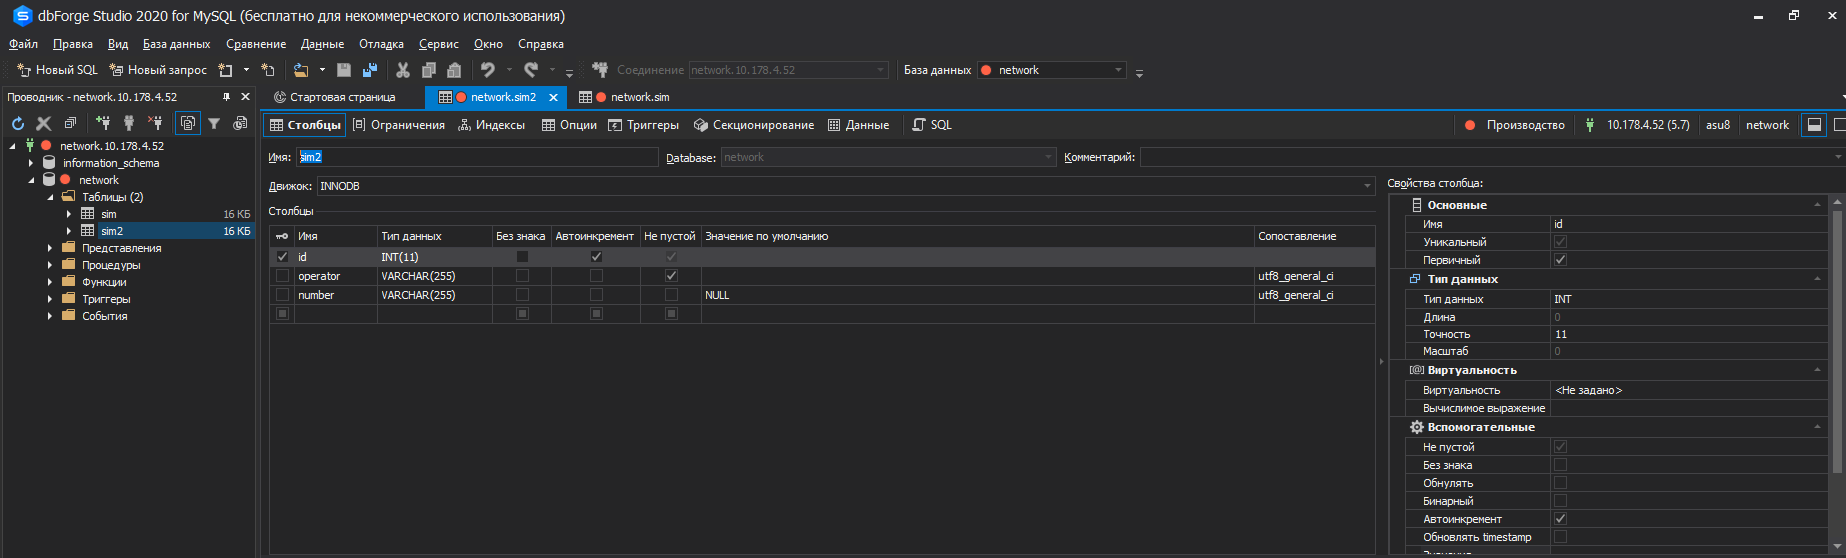 dbForge Studio 2020 for MySQL (бесплатно для некоммерческого использования)
Файл Правка Вид База данных Сравнение Данные Отладка Сервис Окно Справка
Новый SQL Новый запрос Соединение network.10.178.4.52 База данных network
Проводник - network.10.178.4.52 Стартовая страница network.sim2 network.sim
Столбцы Ограничения Индексы Опции Триггеры Секционирование Данные SQL Производство 10.178.4.52 (5.7) asu8 network
network.10.178.4.52
information_schema
network
Таблицы (2)
sim 16 КБ
sim2 16 КБ
Представления
Процедуры
Функции
Триггеры
События
Имя: sim2 Database: network Комментарий:
Движок: INNODB
Столбцы
Имя Тип данных Без знака Автоинкремент Не пустой Значение по умолчанию Сопоставление
id INT(11)
operator VARCHAR(255) utf8_general_ci
number VARCHAR(255) NULL utf8_general_ci
Свойства столбца:
Основные
Имя id
Уникальный
Первичный
Тип данных
Тип данных INT
Длина 0
Точность 11
Масштаб 0
Виртуальность
Виртуальность <Не задано>
Вычислимое выражение
Вспомогательные
Не пустой
Без знака
Обнулять
Бинарный
Автоинкремент
Обновлять timestamp